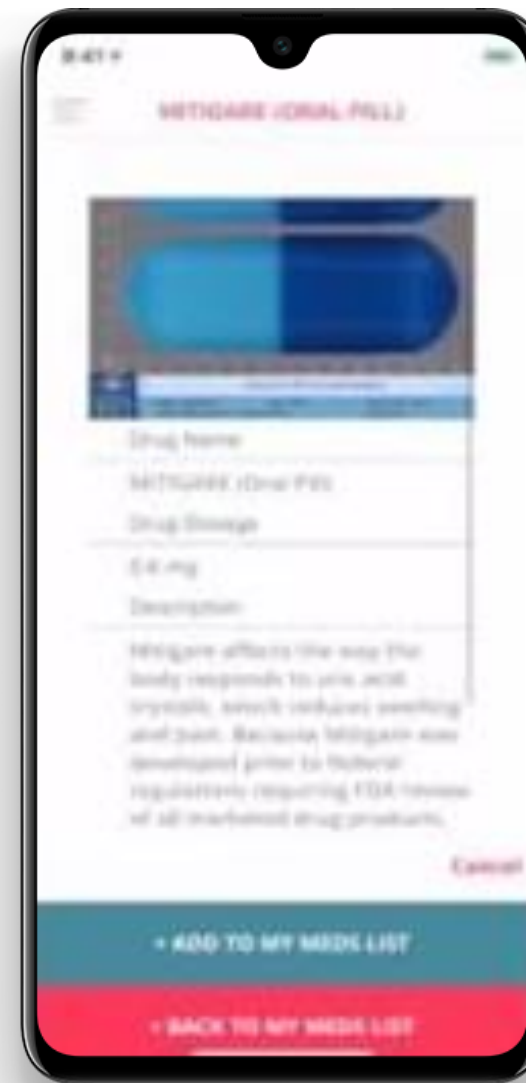 9:41
MITIGARE (ORAL PILL)
Drug Name
MITIGARE (Oral Pill)
Drug Dosage
0.6 mg
Description
Mitigare affects the way the
body responds to uric acid
crystals, which reduces swelling
and pain. Because Mitigare was
developed prior to federal
regulations requiring FDA review
of all marketed drug products,
Cancel
+ ADD TO MY MEDS LIST
< BACK TO MY MEDS LIST